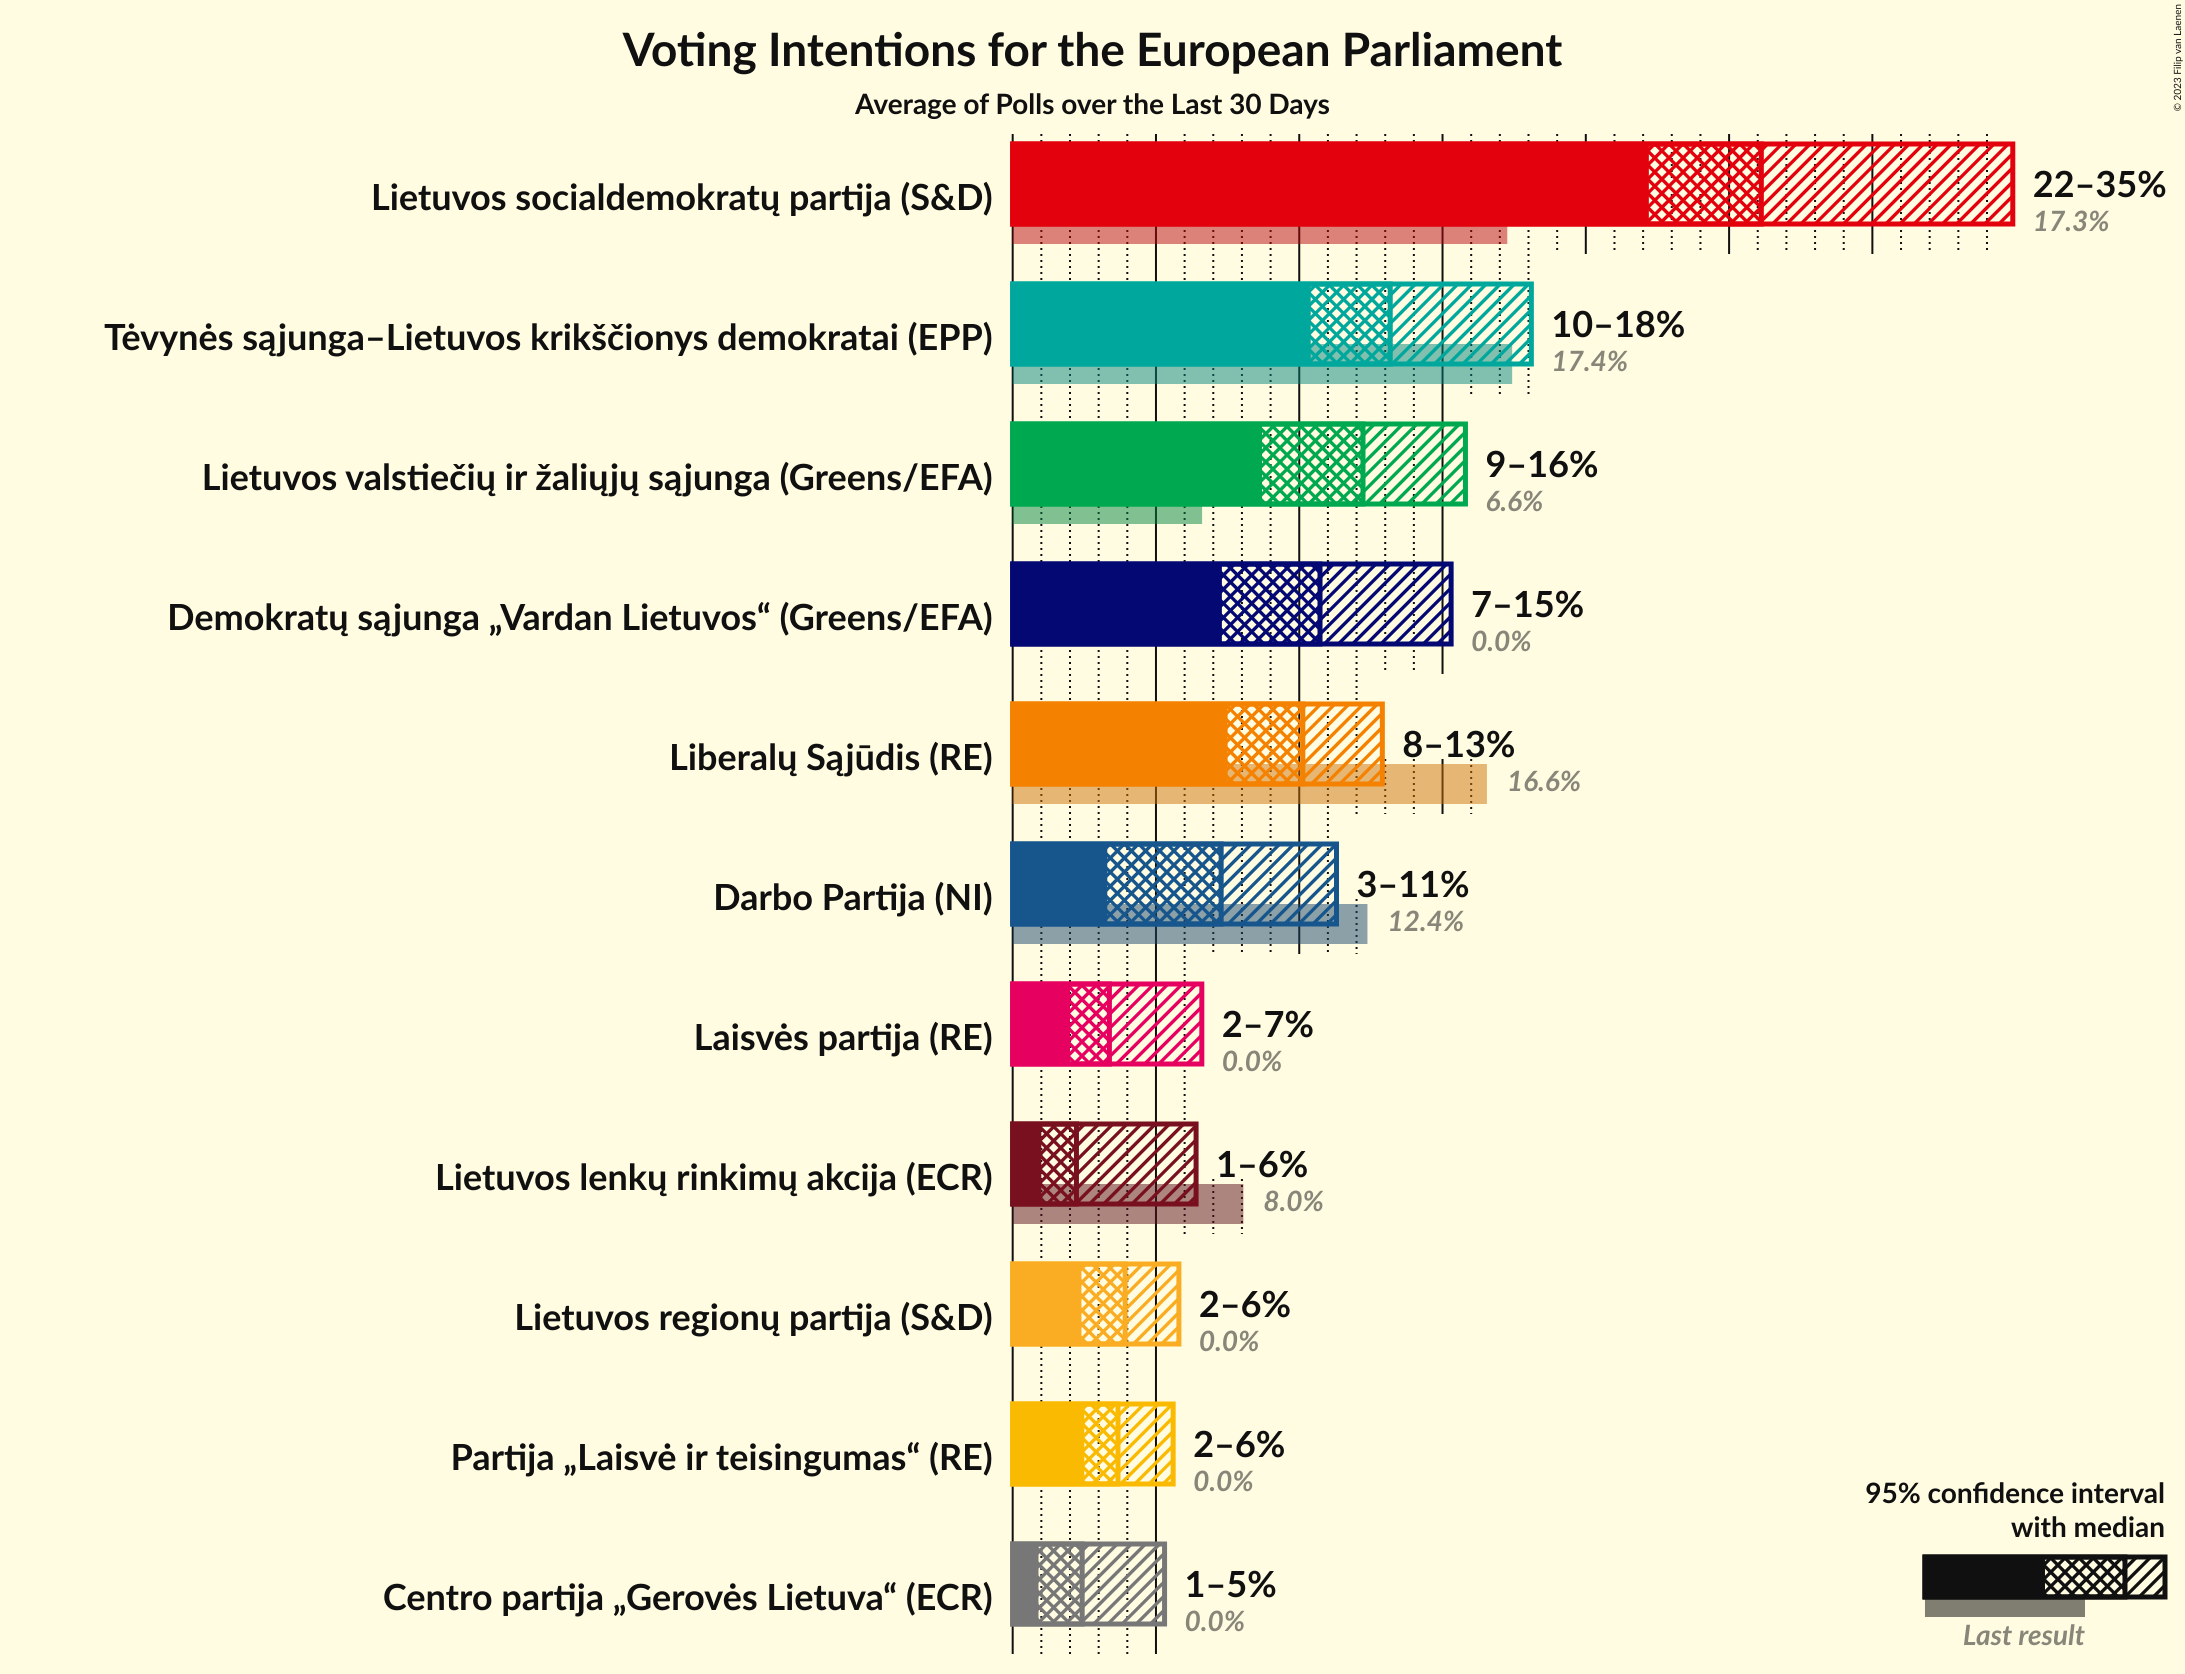 © 2023 Filip van Laenen
Voting Intentions for the European Parliament
Average of Polls over the Last 30 Days
Lietuvos socialdemokratų partija (S&D)
22–35%
17.3%
Tėvynės sąjunga–Lietuvos krikščionys demokratai (EPP)
10–18%
17.4%
Lietuvos valstiečių ir žaliųjų sąjunga (Greens/EFA)
9–16%
6.6%
Demokratų sąjunga „Vardan Lietuvos“ (Greens/EFA)
7–15%
0.0%
Liberalų Sąjūdis (RE)
8–13%
16.6%
Darbo Partija (NI)
3–11%
12.4%
Laisvės partija (RE)
2–7%
0.0%
Lietuvos lenkų rinkimų akcija (ECR)
1–6%
8.0%
Lietuvos regionų partija (S&D)
2–6%
0.0%
Partija „Laisvė ir teisingumas“ (RE)
2–6%
0.0%
Centro partija „Gerovės Lietuva“ (ECR)
1–5%
0.0%
95% confidence interval
with median
Last result